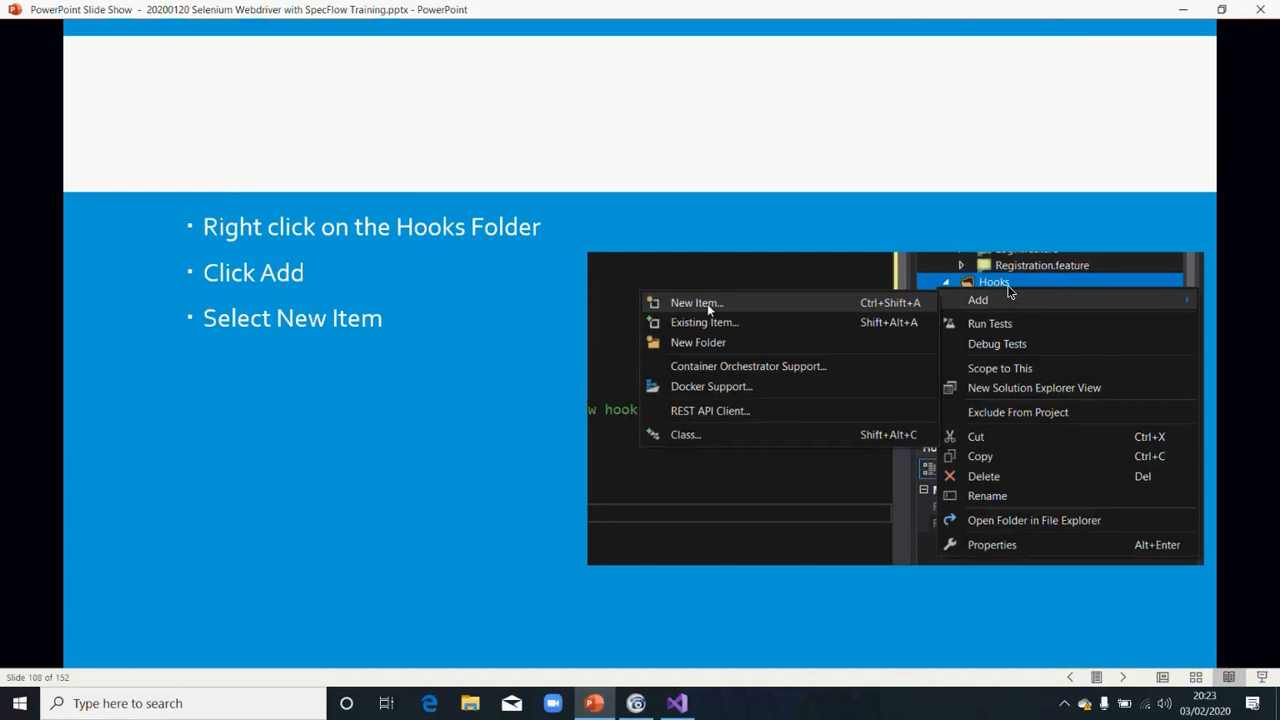 PowerPoint Slide Show - 20200120 Selenium Webdriver with SpecFlow Training.pptx - PowerPoint
▪ Right click on the Hooks Folder
▪ Click Add
▪ Select New Item
Registration.feature
Hooks
Add
New Item... Ctrl+Shift+A
Existing Item... Shift+Alt+A
New Folder
Container Orchestrator Support...
Docker Support...
REST API Client...
Class... Shift+Alt+C
w hook
Run Tests
Debug Tests
Scope to This
New Solution Explorer View
Exclude From Project
Cut Ctrl+X
Copy Ctrl+C
Delete Del
Rename
Open Folder in File Explorer
Properties Alt+Enter
Slide 108 of 152
Type here to search
20:23
03/02/2020